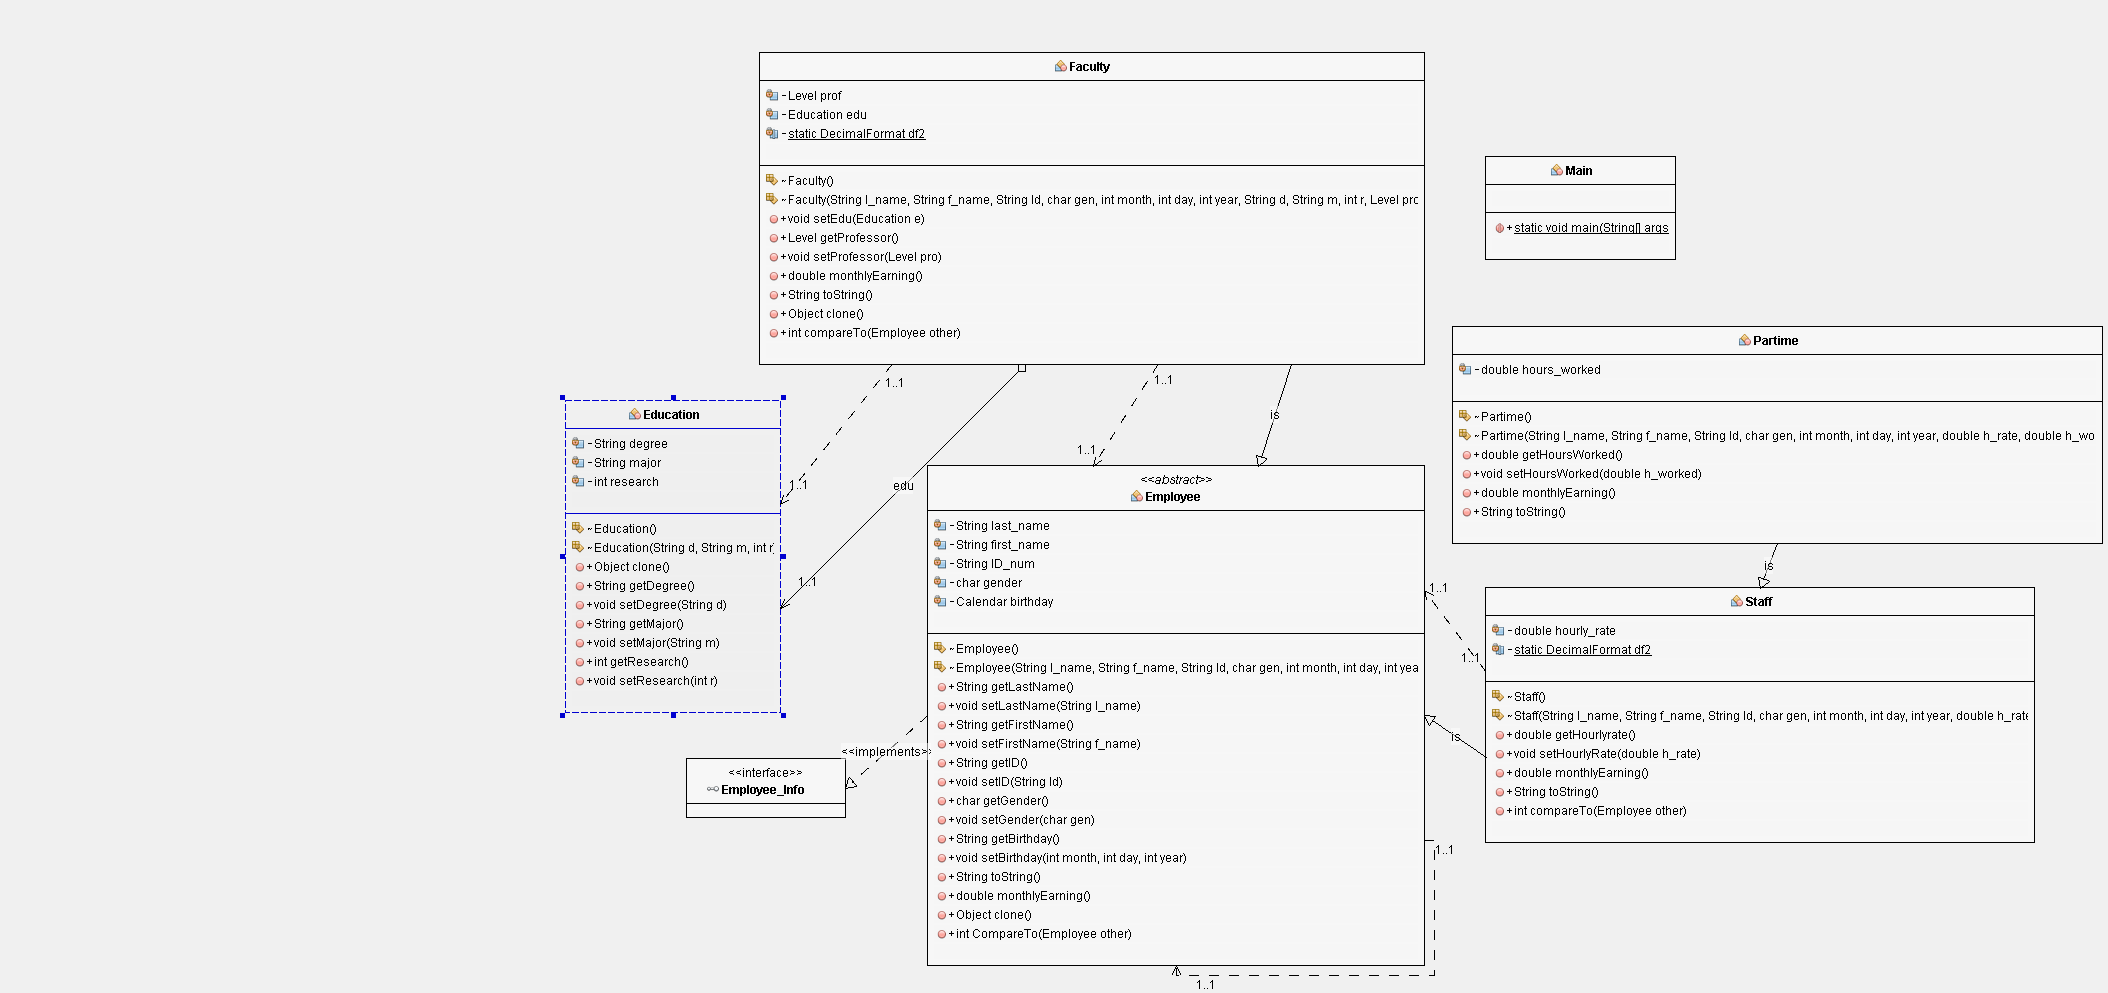 Faculty
-Level prof
-Education edu
-static DecimalFormat df2
~Faculty()
~Faculty(String l_name, String f_name, String Id, char gen, int month, int day, int year, String d, String m, int r, Level prc
+void setEdu(Education e)
+Level getProfessor()
+void setProfessor(Level pro)
+double monthlyEarning()
+String toString()
+Object clone()
+int compareTo(Employee other)
Main
+static void main(String[] args
Partime
-double hours_worked
~Partime()
~Partime(String l_name, String f_name, String Id, char gen, int month, int day, int year, double h_rate, double h_wo
+double getHoursWorked()
+void setHoursWorked(double h_worked)
+double monthlyEarning()
+String toString()
1..1
1..1
is
1..1
1..1
edu
1..1
is
Education
-String degree
-String major
-int research
~Education()
~Education(String d, String m, int r)
+Object clone()
+String getDegree()
+void setDegree(String d)
+String getMajor()
+void setMajor(String m)
+int getResearch()
+void setResearch(int r)
<<abstract>>
Employee
-String last_name
-String first_name
-String ID_num
-char gender
-Calendar birthday
~Employee()
~Employee(String l_name, String f_name, String Id, char gen, int month, int day, int yea
+String getLastName()
+void setLastName(String l_name)
+String getFirstName()
+void setFirstName(String f_name)
+String getID()
+void setID(String Id)
+char getGender()
+void setGender(char gen)
+String getBirthday()
+void setBirthday(int month, int day, int year)
+String toString()
+double monthlyEarning()
+Object clone()
+int CompareTo(Employee other)
1..1
1..1
is
Staff
-double hourly_rate
-static DecimalFormat df2
~Staff()
~Staff(String l_name, String f_name, String Id, char gen, int month, int day, int year, double h_rate
+double getHourlyrate()
+void setHourlyRate(double h_rate)
+double monthlyEarning()
+String toString()
+int compareTo(Employee other)
<<implements>>
<<interface>>
Employee_Info
1..1
1..1